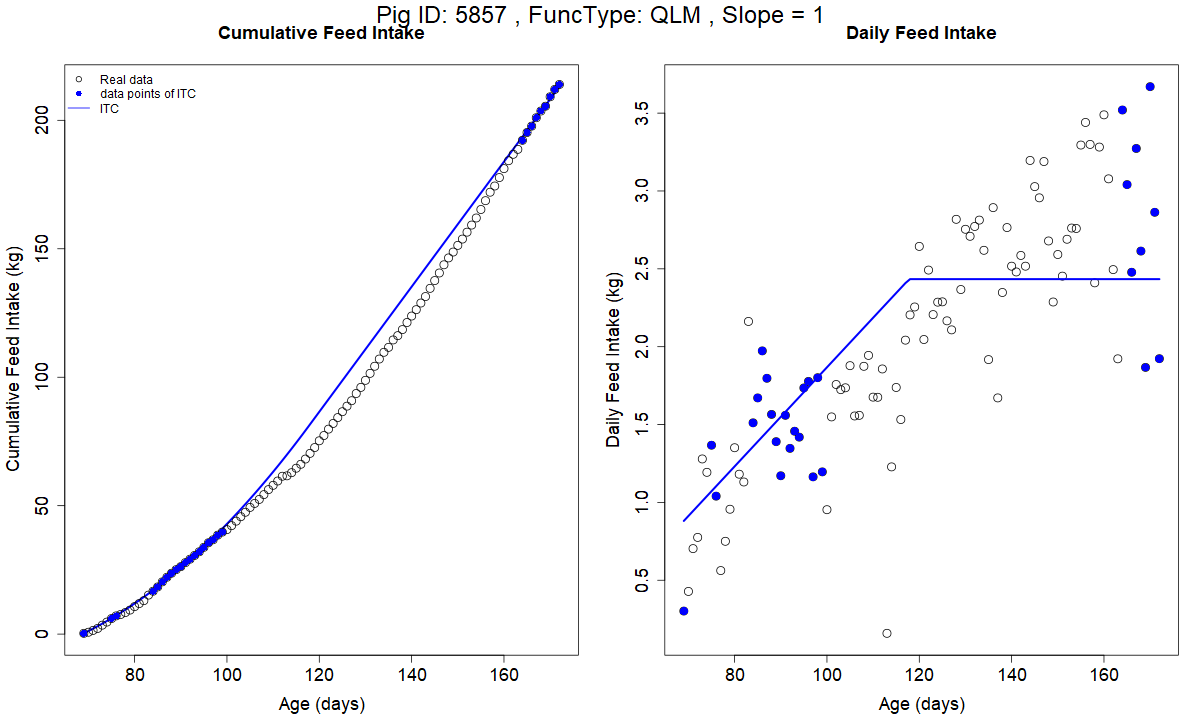 Pig ID: 5857 , FuncType: QLM , Slope = 1
Cumulative Feed Intake
Daily Feed Intake
Real data
data points of ITC
ITC
Cumulative Feed Intake (kg)
0
50
100
150
200
80
100
120
140
160
Age (days)
Daily Feed Intake (kg)
0.5
1.0
1.5
2.0
2.5
3.0
3.5
80
100
120
140
160
Age (days)